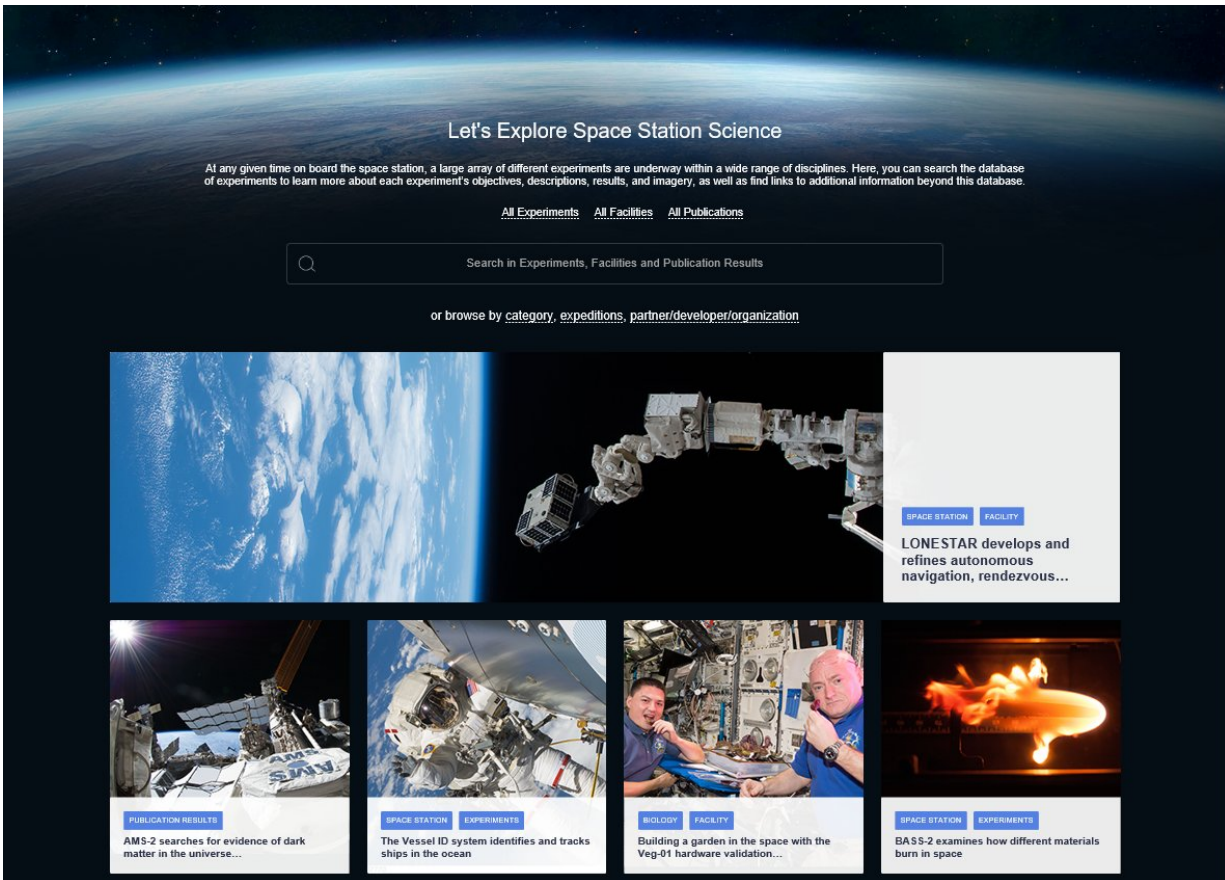 Let's Explore Space Station Science
At any given time on board the space station, a large array of different experiments are underway within a wide range of disciplines. Here, you can search the database
of experiments to learn more about each experiment's objectives, descriptions, results, and imagery, as well as find links to additional information beyond this database.
All Experiments All Facilities All Publications
Search in Experiments, Facilities and Publication Results
or browse by category, expeditions, partner/developer/organization
SPACE STATION FACILITY
LONESTAR develops and
refines autonomous
navigation, rendezvous...
AMS
AMS
PUBLICATION RESULTS
AMS-2 searches for evidence of dark
matter in the universe...
SPACE STATION EXPERIMENTS
The Vessel ID system identifies and tracks
ships in the ocean
BIOLOGY FACILITY
Building a garden in the space with the
Veg-01 hardware validation...
SPACE STATION EXPERIMENTS
BASS-2 examines how different materials
burn in space